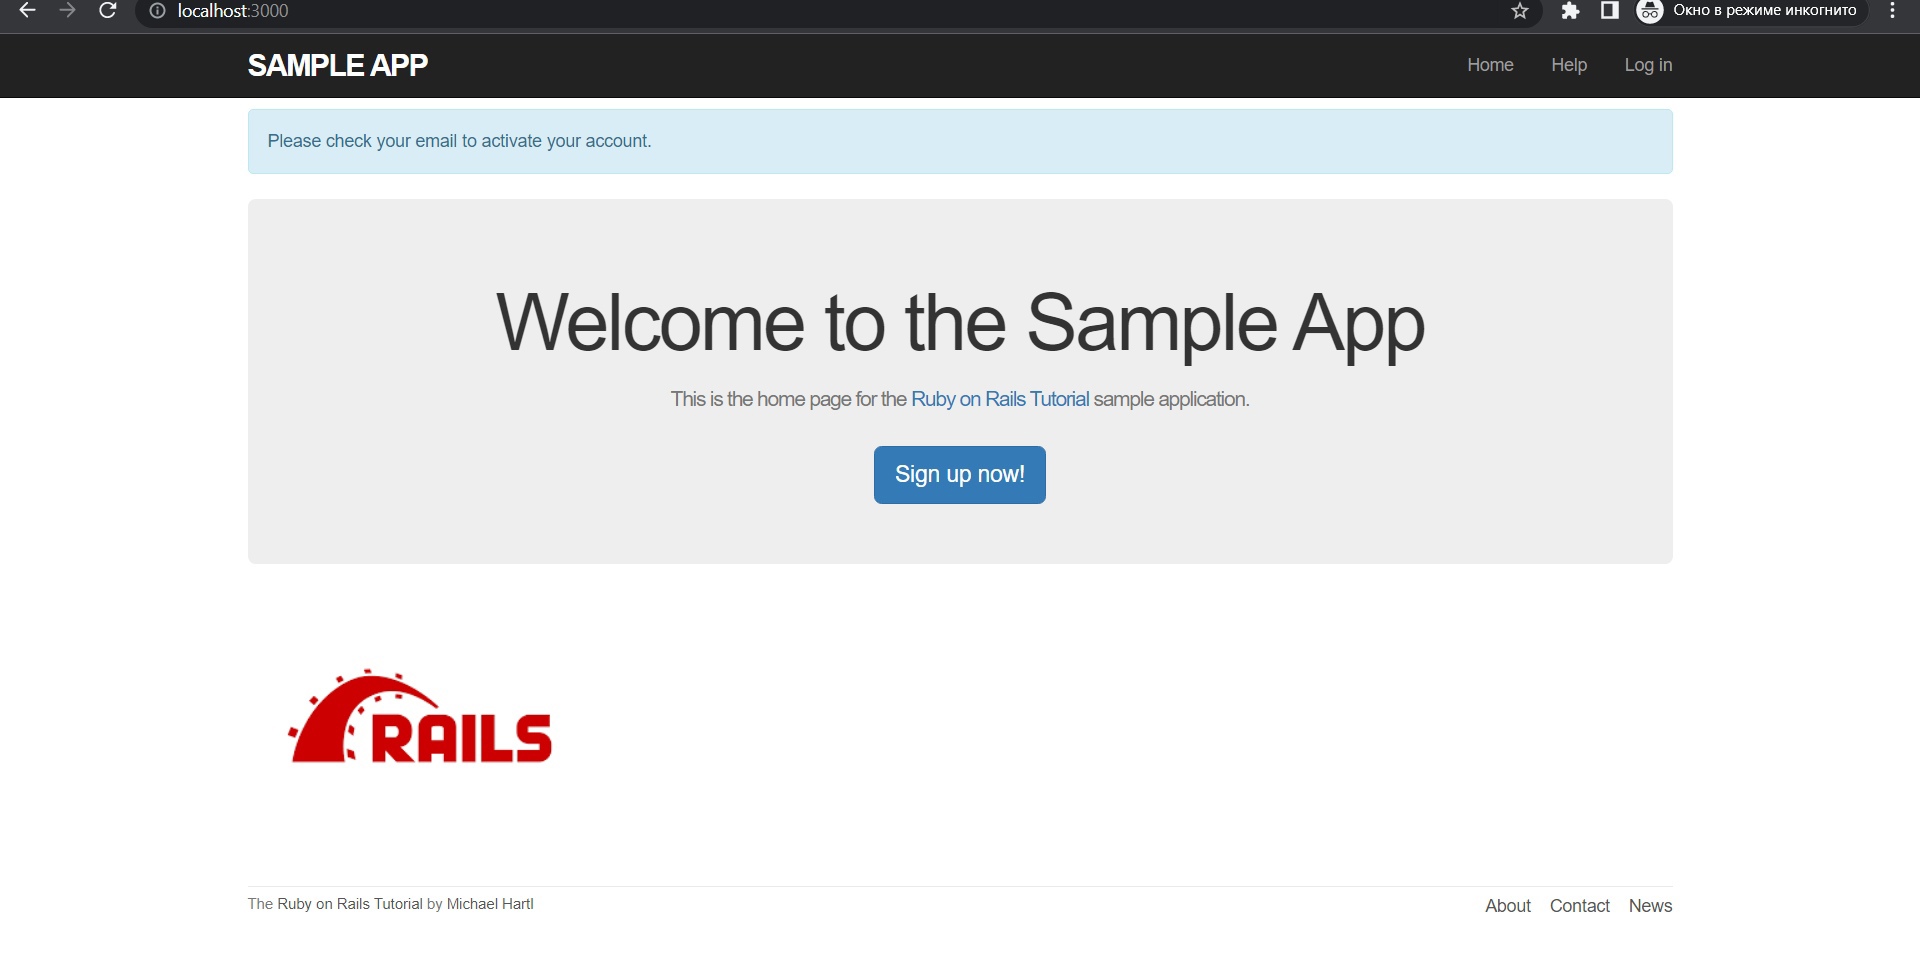 localhost:3000
Окно в режиме инкогнито
SAMPLE APP
Home Help Log in
Please check your email to activate your account.
Welcome to the Sample App
This is the home page for the Ruby on Rails Tutorial sample application.
Sign up now!
RAILS
The Ruby on Rails Tutorial by Michael Hartl
About Contact News